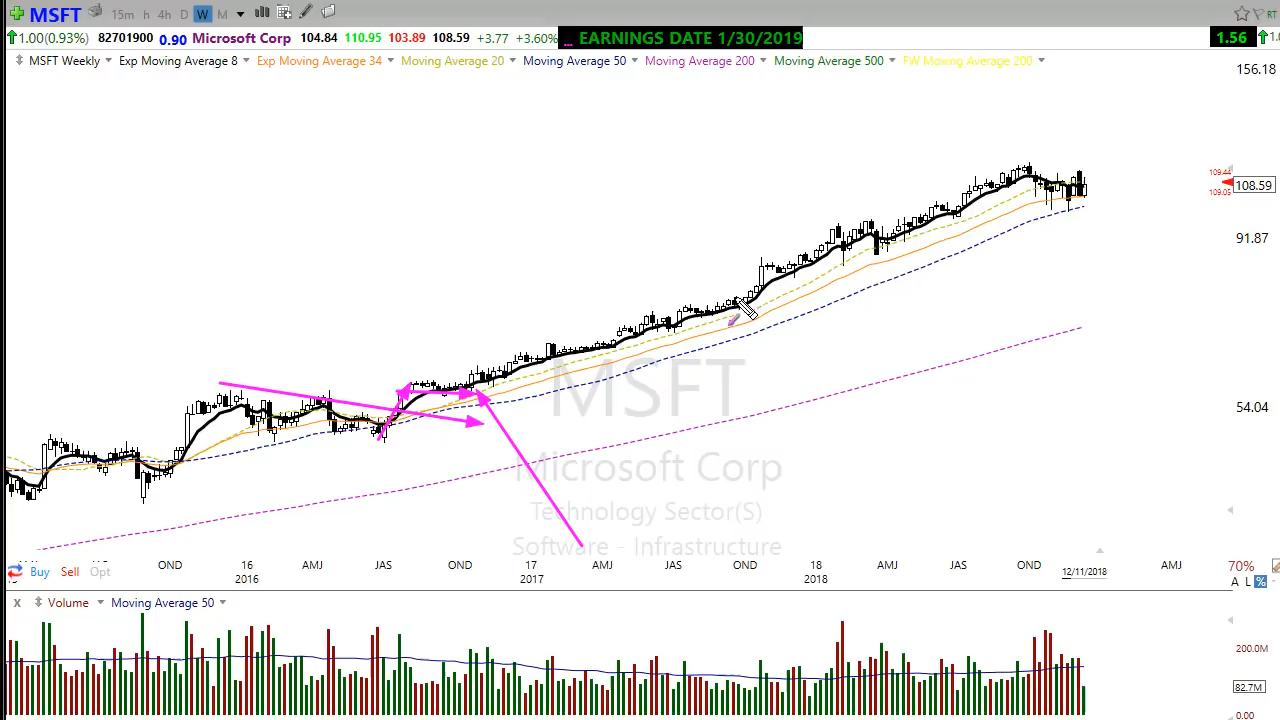 MSFT 15m h 4h D W M RT
1.00(0.93%) 82701900 0.90 Microsoft Corp 104.84 110.95 103.89 108.59 +3.77 +3.60% ... EARNINGS DATE 1/30/2019 1.56
MSFT Weekly Exp Moving Average 8 Exp Moving Average 34 Moving Average 20 Moving Average 50 Moving Average 200 Moving Average 500 FW Moving Average 200
156.18
109.44
108.59
109.05
91.87
MSFT
54.04
Microsoft Corp
Technology Sector(S)
Software - Infrastructure
OND 16 AMJ JAS OND 17 AMJ JAS OND 18 AMJ JAS 12/11/2018 AMJ 70%
Buy Sell Opt 2016 2017 2018 A L %
x Volume Moving Average 50
200.0M
82.7M
0.00